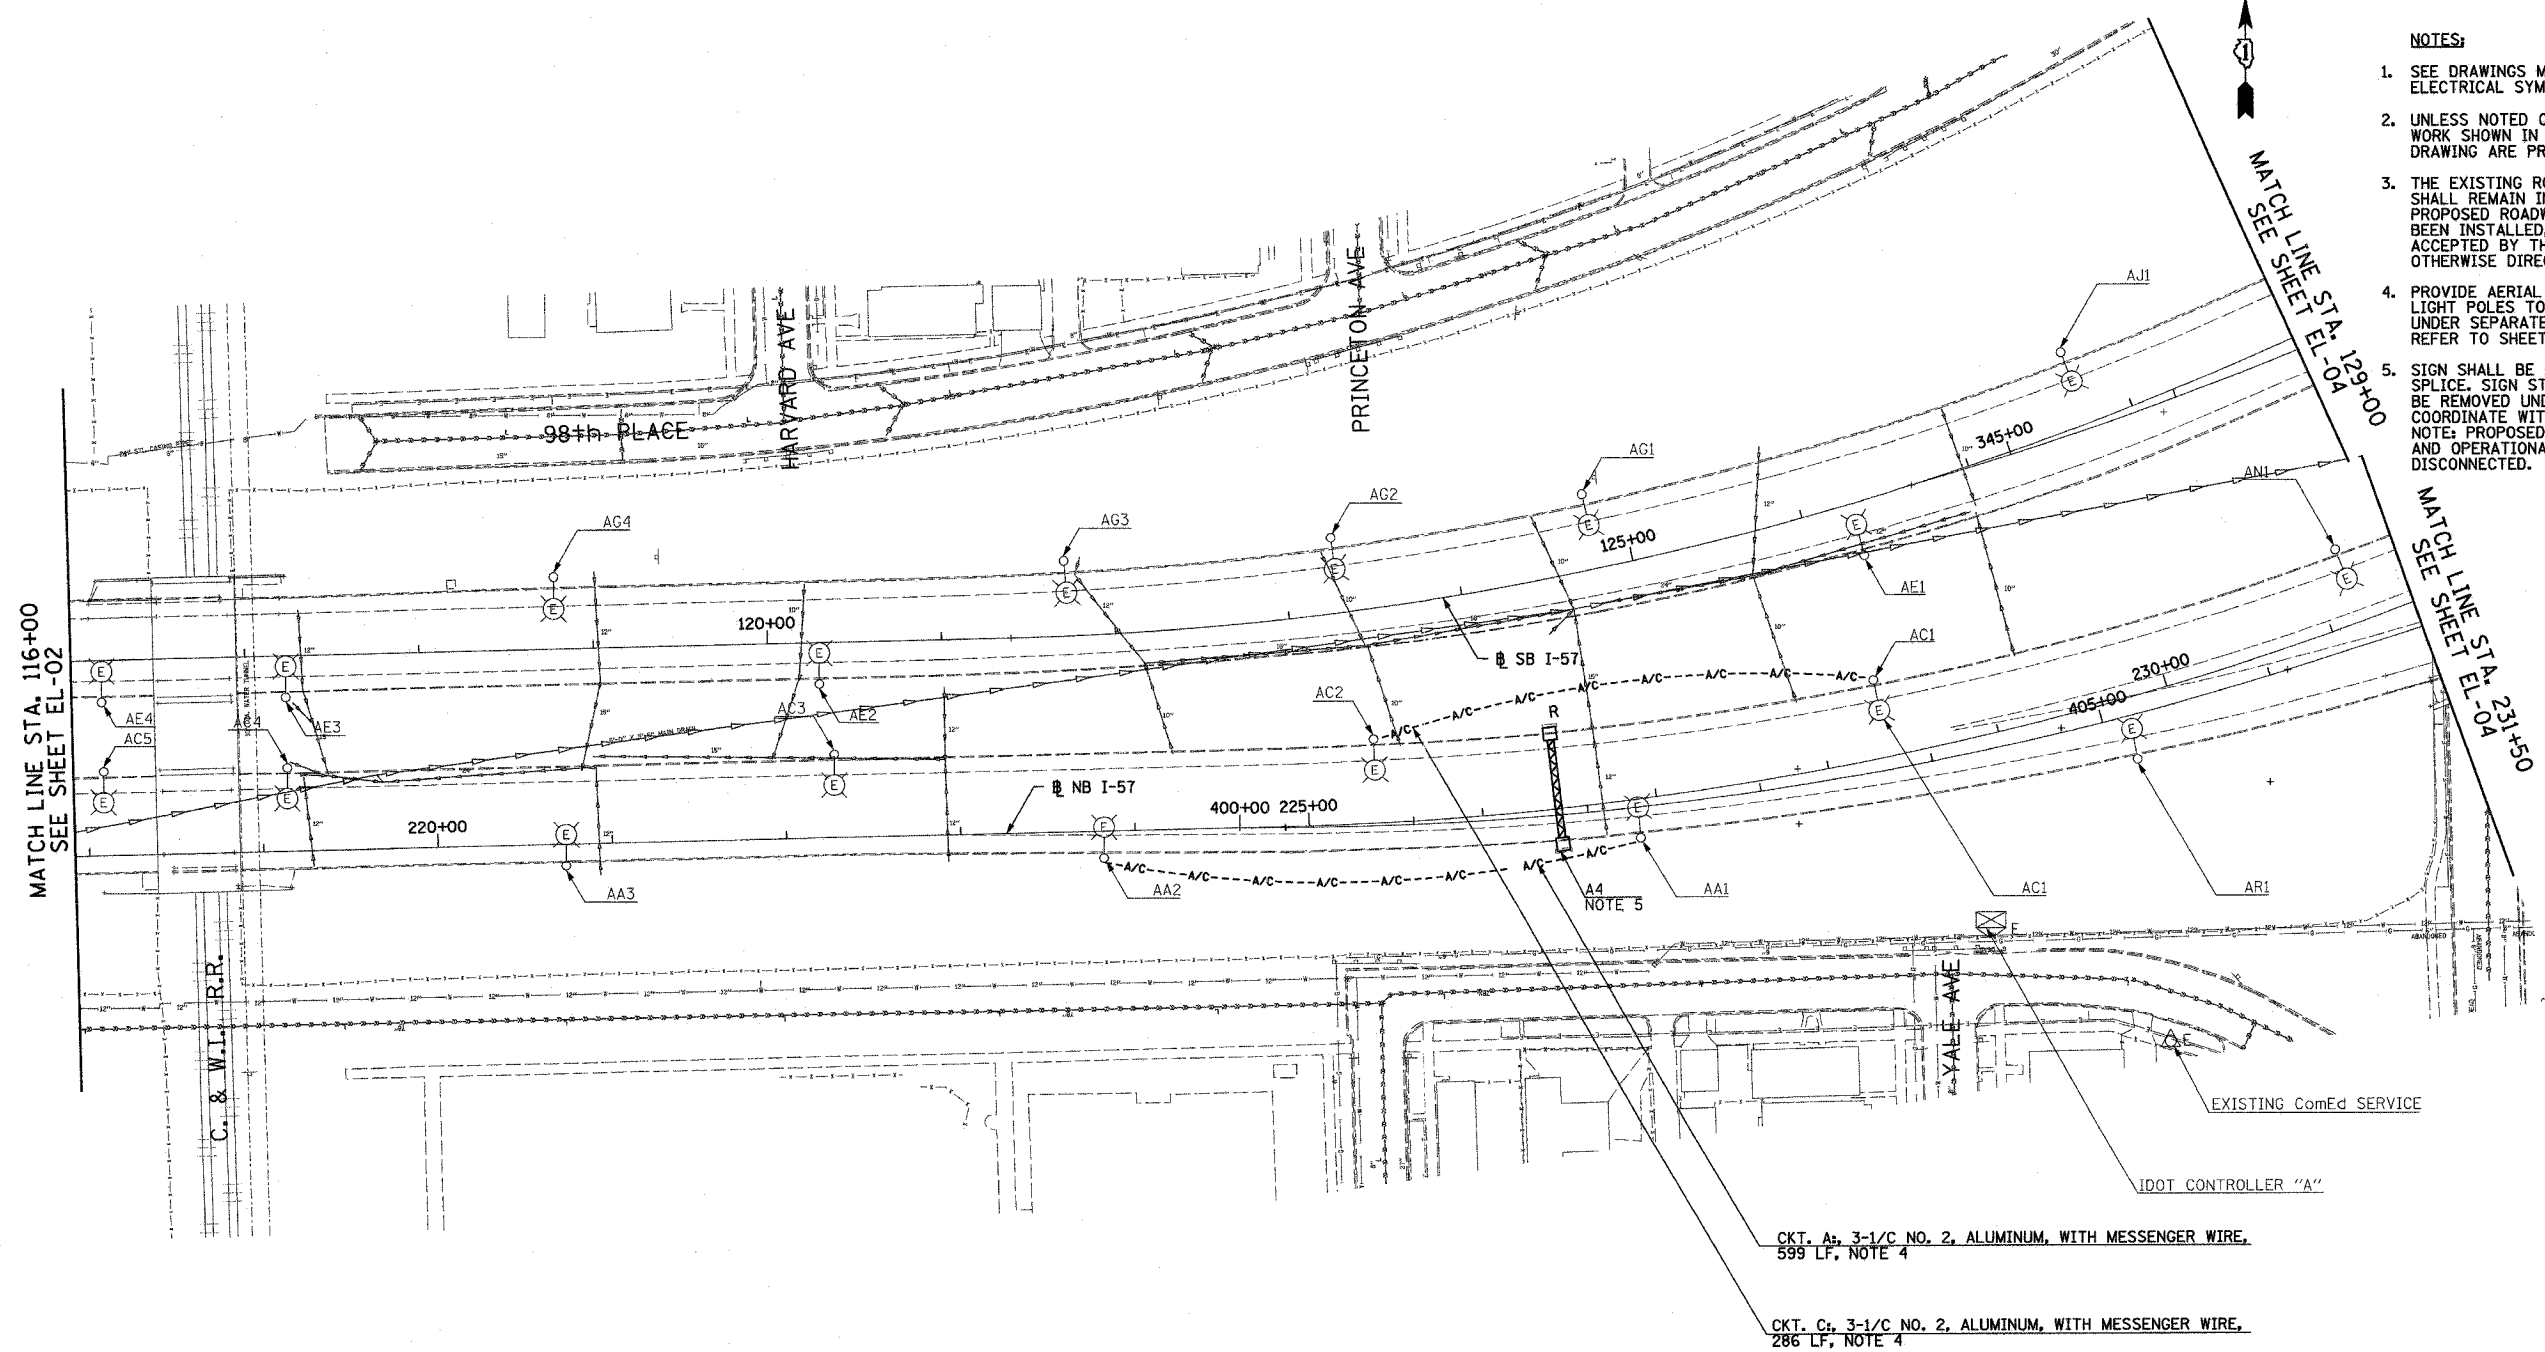 NOTES:
1. SEE DRAWINGS M
ELECTRICAL SYM
2. UNLESS NOTED O
WORK SHOWN IN
DRAWING ARE PR
3. THE EXISTING RO
SHALL REMAIN IN
PROPOSED ROADW
BEEN INSTALLED,
ACCEPTED BY TH
OTHERWISE DIREC
4. PROVIDE AERIAL
LIGHT POLES TO
UNDER SEPARATE
REFER TO SHEET
5. SIGN SHALL BE
SPLICE. SIGN ST
BE REMOVED UND
COORDINATE WIT
NOTE: PROPOSED
AND OPERATIONA
DISCONNECTED.
MATCH LINE STA. 129+00
SEE SHEET EL-04
MATCH LINE STA. 231+50
SEE SHEET EL-04
MATCH LINE STA. 116+00
SEE SHEET EL-02
98th PLACE
HARVARD AVE
PRINCETON AVE
YALE AVE
C. & W.I. R.R.
AJ1
345+00
AN1
AG1
AG2
AG3
AG4
125+00
AE1
120+00
AC1
SB I-57
230+00
405+00
AC2
R
AC3
AE2
AE4
AC4
AE3
AC5
NB I-57
400+00 225+00
220+00
AA3
AA2
A4
NOTE 5
AA1
AC1
AR1
E
E
EXISTING ComEd SERVICE
IDOT CONTROLLER "A"
CKT. A:, 3-1/C NO. 2, ALUMINUM, WITH MESSENGER WIRE,
599 LF, NOTE 4
CKT. C:, 3-1/C NO. 2, ALUMINUM, WITH MESSENGER WIRE,
286 LF, NOTE 4